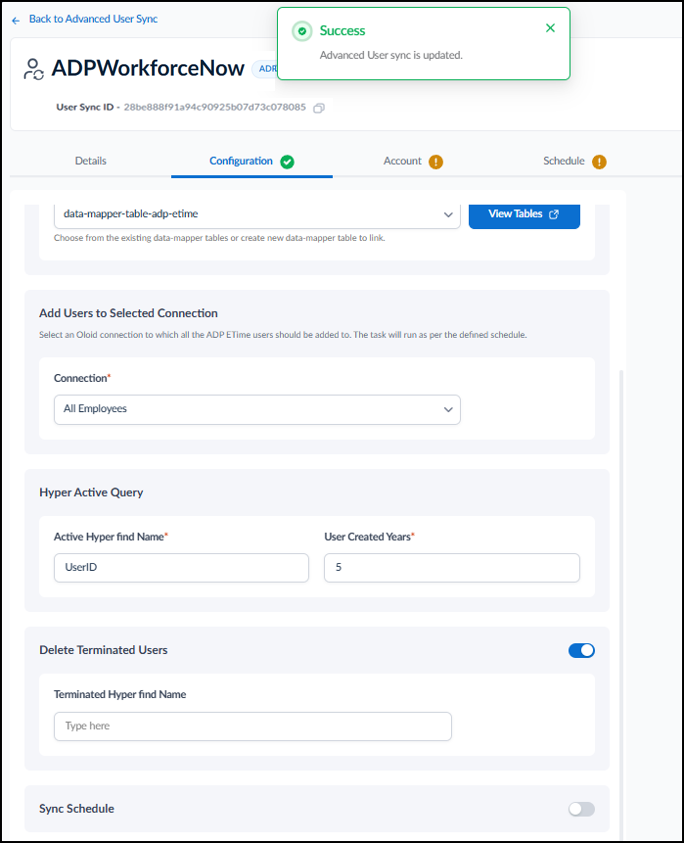 Back to Advanced User Sync
Success
Advanced User sync is updated.
ADPWorkforceNow
User Sync ID - 28be888f91a94c90925b07d73c078085
Details
Configuration
Account
Schedule
data-mapper-table-adp-etime
View Tables
Choose from the existing data-mapper tables or create new data-mapper table to link.
Add Users to Selected Connection
Select an Oloid connection to which all the ADP ETime users should be added to. The task will run as per the defined schedule.
Connection*
All Employees
Hyper Active Query
Active Hyper find Name*
User Created Years*
UserID
5
Delete Terminated Users
Terminated Hyper find Name
Type here
Sync Schedule